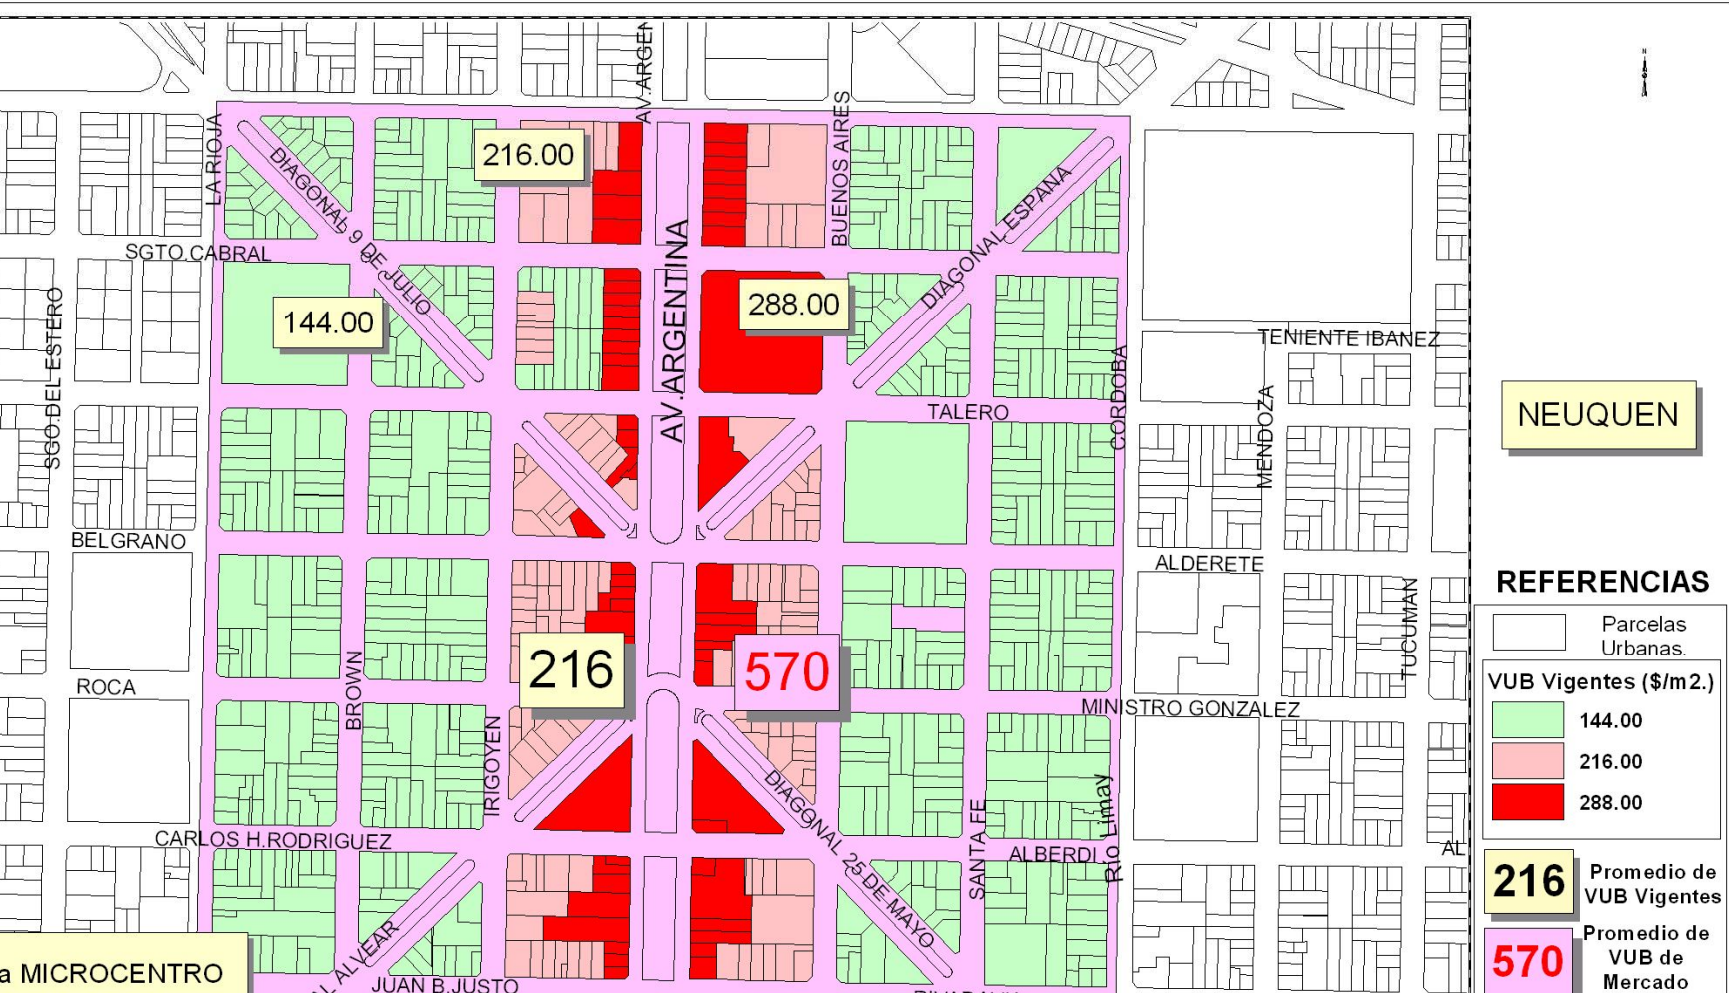 AV.ARGEN
LA RIOJA
BUENOS AIRES
216.00
DIAGONAL 9 DE JULIO
DIAGONAL ESPAÑA
SGTO.CABRAL
AV.ARGENTINA
144.00
288.00
SGO.DEL ESTERO
TENIENTE IBANEZ
CORDOBA
TALERO
MENDOZA
NEUQUEN
BELGRANO
ALDERETE
TUCUMAN
216
570
ROCA
BROWN
IRIGOYEN
MINISTRO GONZALEZ
DIAGONAL 25 DE MAYO
SANTA FE
Río Limay
CARLOS H.RODRIGUEZ
ALBERDI
AL
AL ALVEAR
a MICROCENTRO
JUAN B.JUSTO
REFERENCIAS
Parcelas
Urbanas.
VUB Vigentes ($/m2.)
144.00
216.00
288.00
216
Promedio de
VUB Vigentes
570
Promedio de
VUB de
Mercado